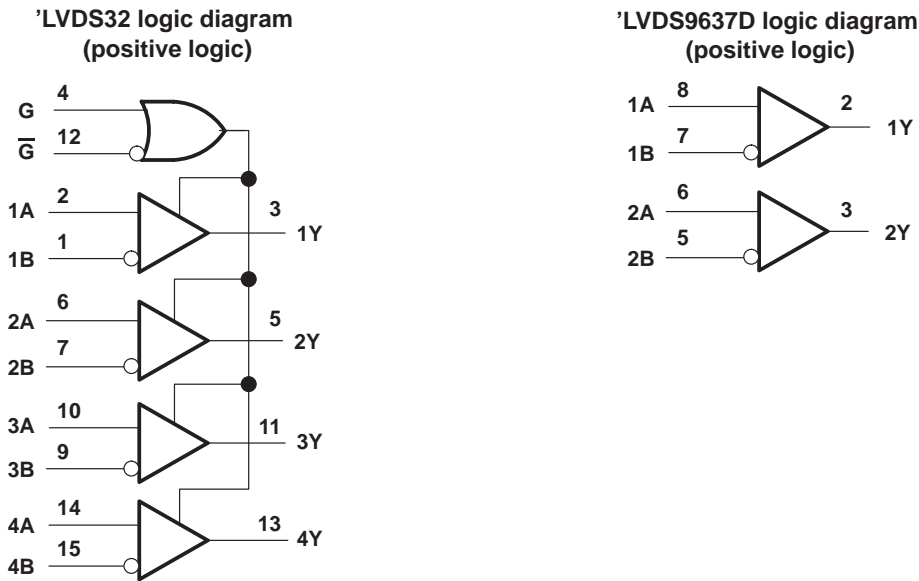 'LVDS32 logic diagram
(positive logic)
G 4
G̅ 12
1A 2
1B 1
3 1Y
2A 6
2B 7
5 2Y
3A 10
3B 9
11 3Y
4A 14
4B 15
13 4Y
'LVDS9637D logic diagram
(positive logic)
1A 8
1B 7
2 1Y
2A 6
2B 5
3 2Y